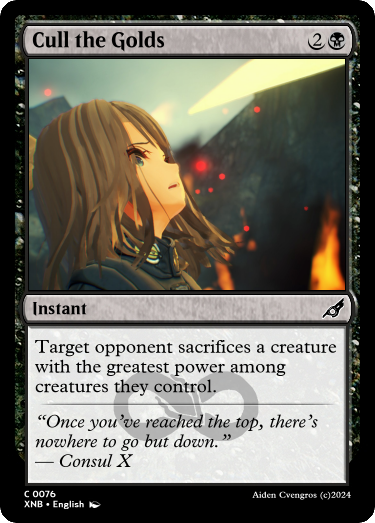 Cull the Golds 2
Instant
Target opponent sacrifices a creature
with the greatest power among
creatures they control.
“Once you’ve reached the top, there’s
nowhere to go but down.”
— Consul X
C 0076
XNB • English
Aiden Cvengros (c)2024